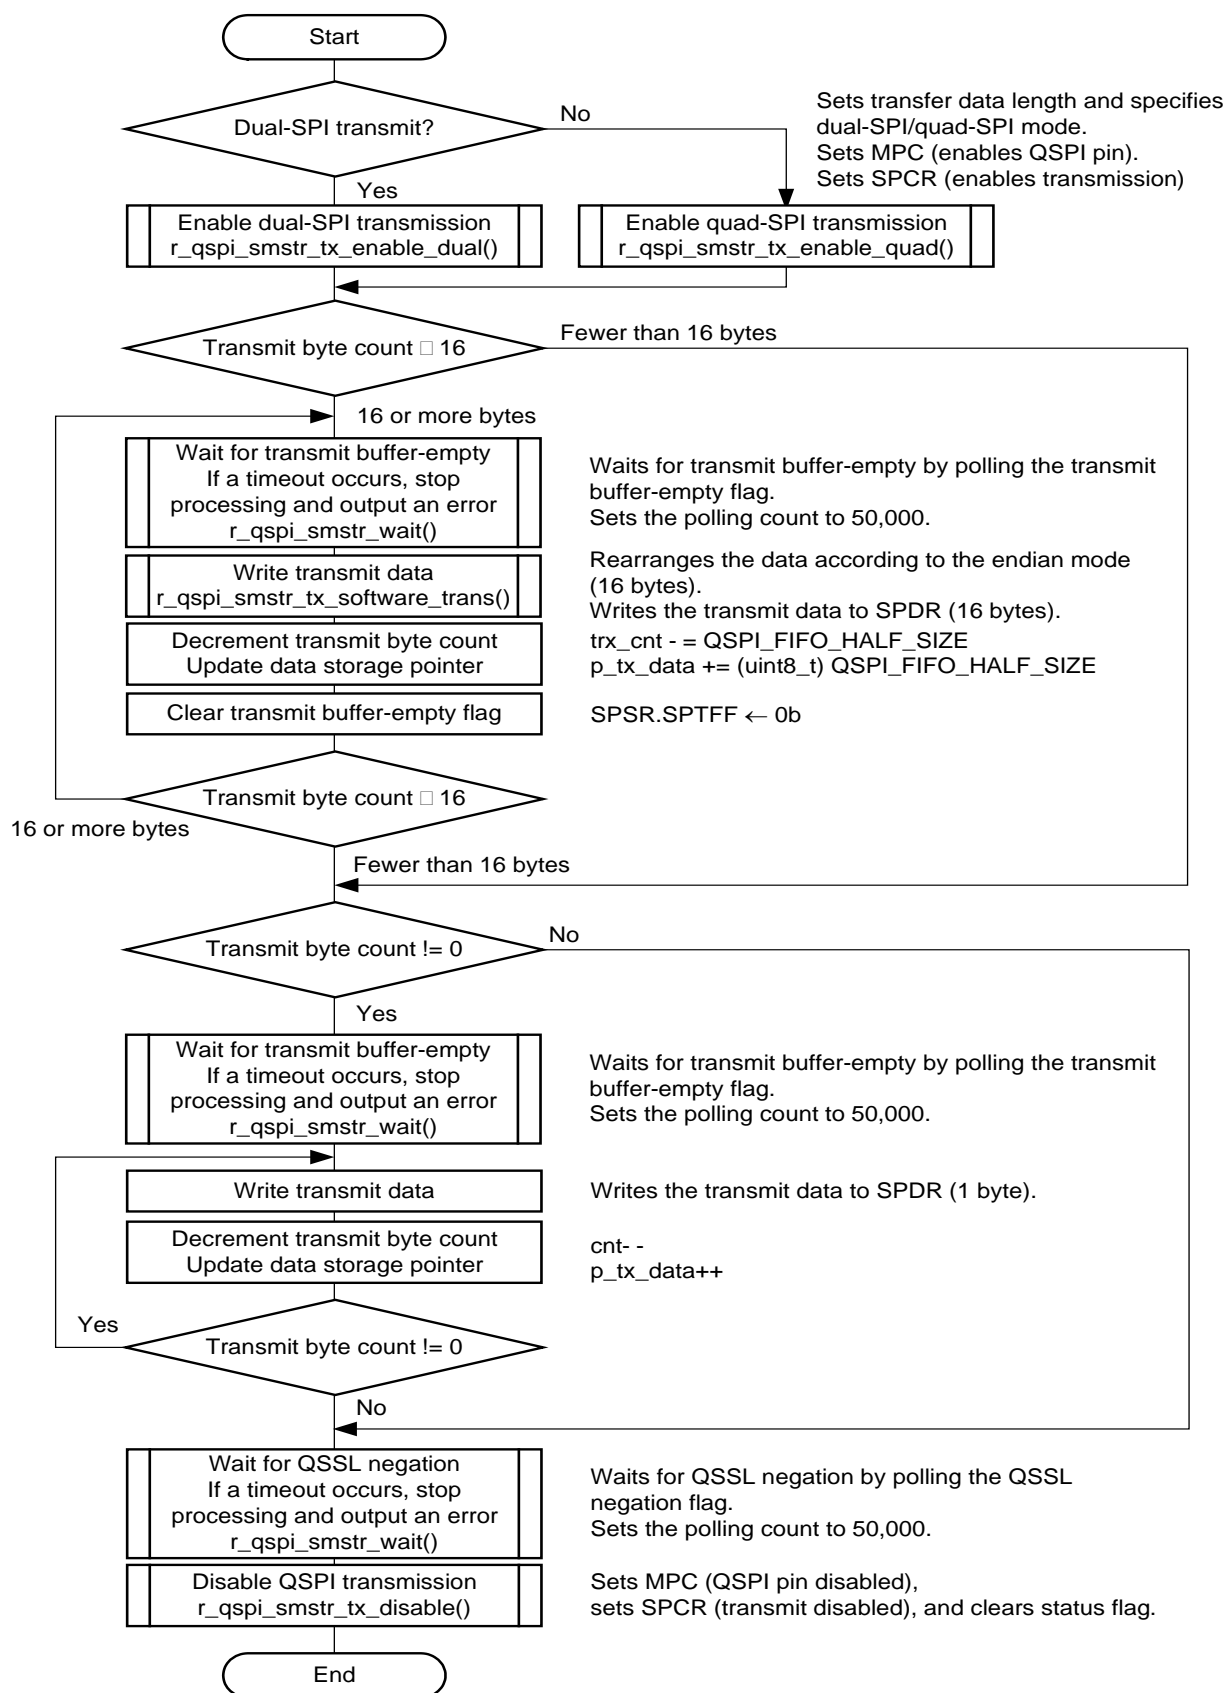 Start
Dual-SPI transmit?
No
Sets transfer data length and specifies
dual-SPI/quad-SPI mode.
Sets MPC (enables QSPI pin).
Sets SPCR (enables transmission)
Yes
Enable dual-SPI transmission
r_qspi_smstr_tx_enable_dual()
Enable quad-SPI transmission
r_qspi_smstr_tx_enable_quad()
Transmit byte count □ 16
Fewer than 16 bytes
16 or more bytes
Wait for transmit buffer-empty
If a timeout occurs, stop
processing and output an error
r_qspi_smstr_wait()
Waits for transmit buffer-empty by polling the transmit
buffer-empty flag.
Sets the polling count to 50,000.
Write transmit data
r_qspi_smstr_tx_software_trans()
Rearranges the data according to the endian mode
(16 bytes).
Writes the transmit data to SPDR (16 bytes).
Decrement transmit byte count
Update data storage pointer
trx_cnt - = QSPI_FIFO_HALF_SIZE
p_tx_data += (uint8_t) QSPI_FIFO_HALF_SIZE
Clear transmit buffer-empty flag
SPSR.SPTFF ← 0b
Transmit byte count □ 16
16 or more bytes
Fewer than 16 bytes
Transmit byte count != 0
No
Yes
Wait for transmit buffer-empty
If a timeout occurs, stop
processing and output an error
r_qspi_smstr_wait()
Waits for transmit buffer-empty by polling the transmit
buffer-empty flag.
Sets the polling count to 50,000.
Write transmit data
Writes the transmit data to SPDR (1 byte).
Decrement transmit byte count
Update data storage pointer
cnt- -
p_tx_data++
Yes
Transmit byte count != 0
No
Wait for QSSL negation
If a timeout occurs, stop
processing and output an error
r_qspi_smstr_wait()
Waits for QSSL negation by polling the QSSL
negation flag.
Sets the polling count to 50,000.
Disable QSPI transmission
r_qspi_smstr_tx_disable()
Sets MPC (QSPI pin disabled),
sets SPCR (transmit disabled), and clears status flag.
End